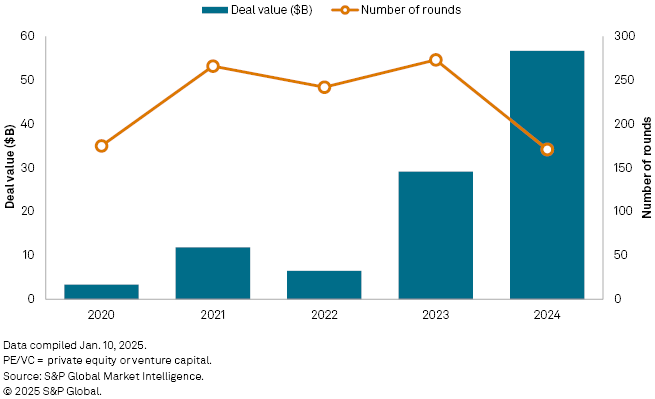 Deal value ($B) Number of rounds
60 300
50 250
40 200
30 150
20 100
10 50
0 0
Deal value ($B)
Number of rounds
2020 2021 2022 2023 2024
Data compiled Jan. 10, 2025.
PE/VC = private equity or venture capital.
Source: S&P Global Market Intelligence.
© 2025 S&P Global.